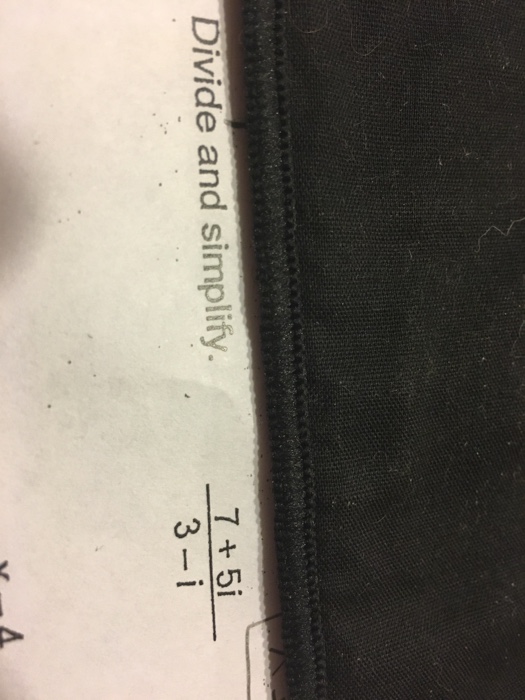 Divide and simplify.
7 + 5i
3 - i